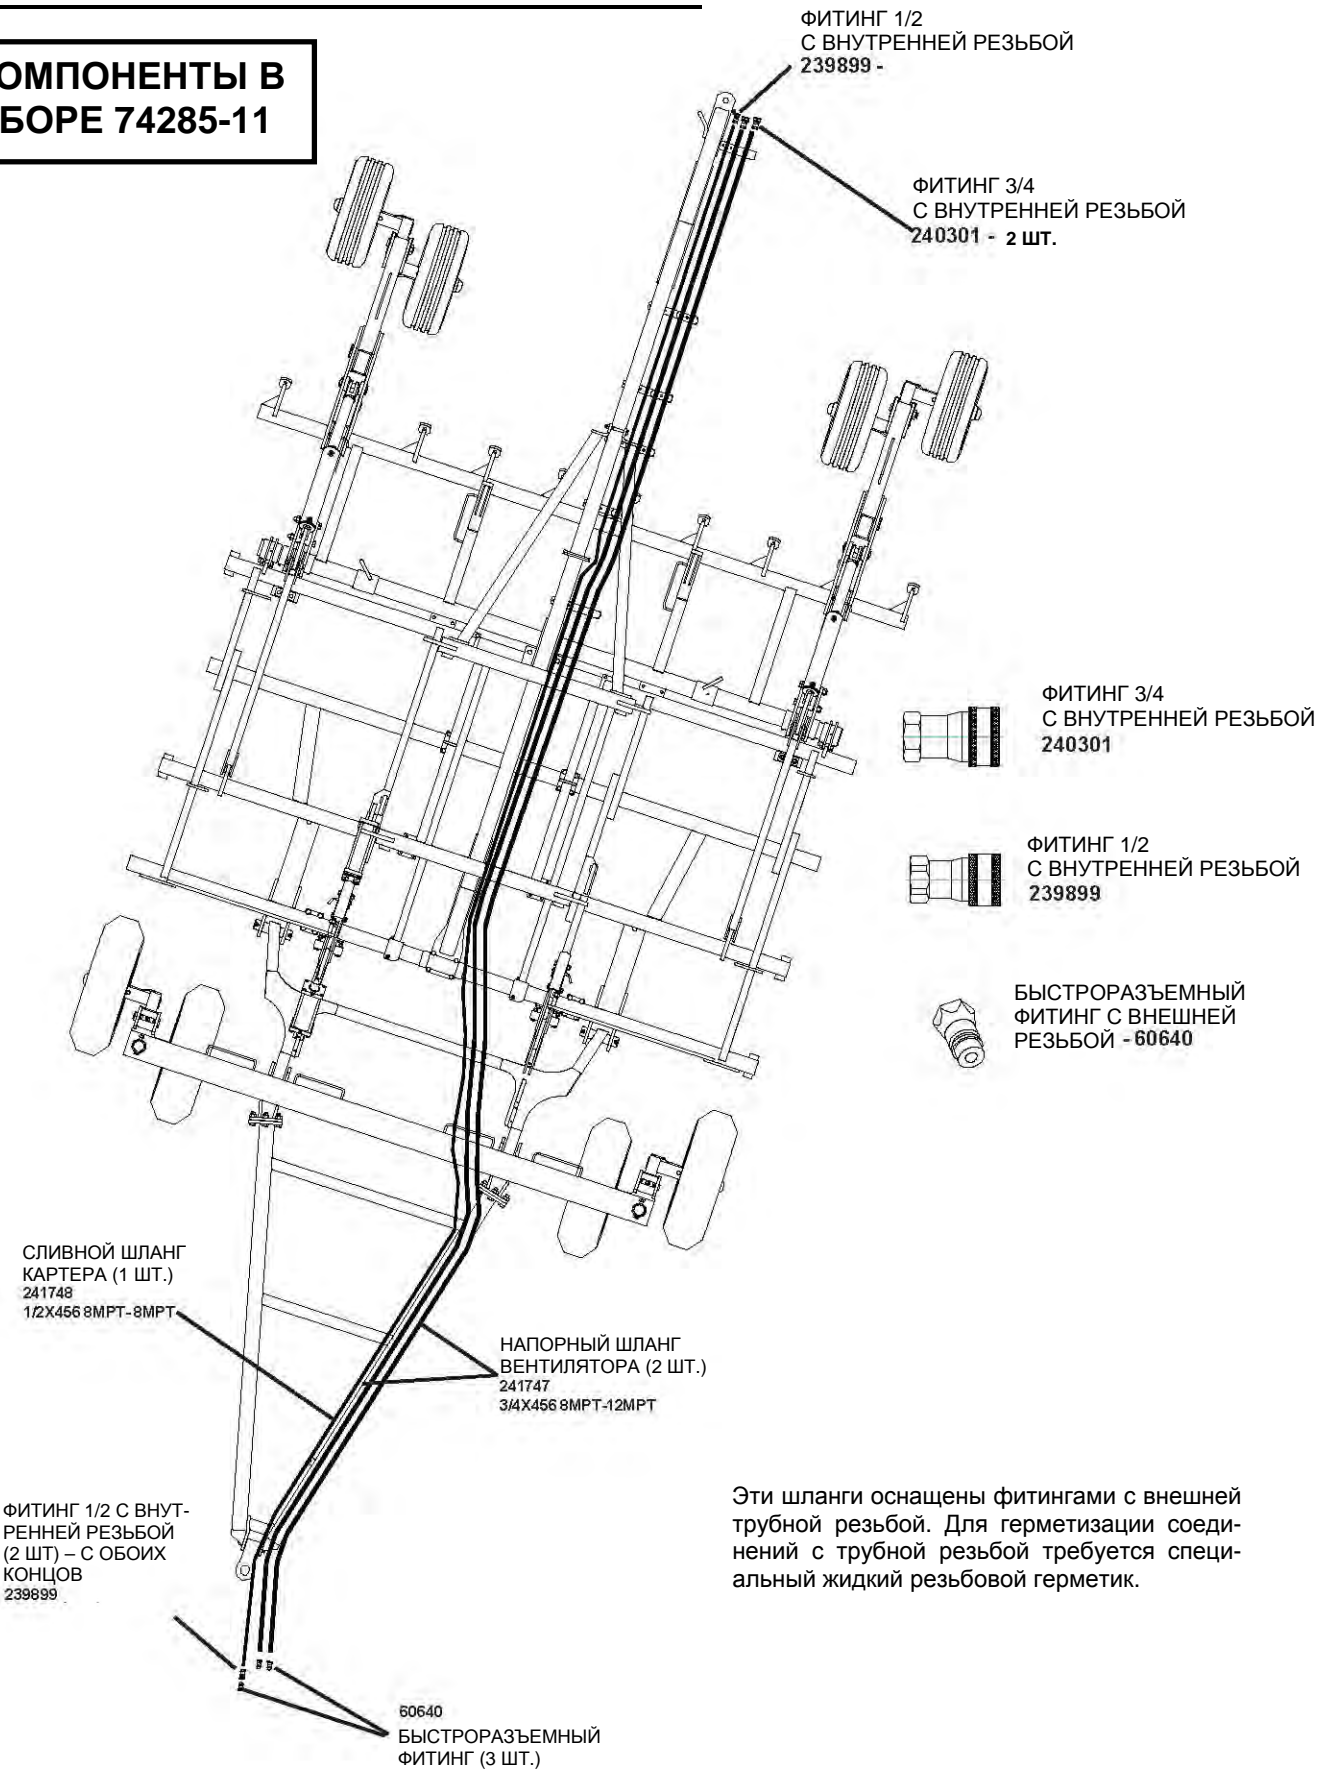 ОМПОНЕНТЫ В
БОРЕ 74285-11
ФИТИНГ 1/2
С ВНУТРЕННЕЙ РЕЗЬБОЙ
239899 -
ФИТИНГ 3/4
С ВНУТРЕННЕЙ РЕЗЬБОЙ
240301 - 2 ШТ.
ФИТИНГ 3/4
С ВНУТРЕННЕЙ РЕЗЬБОЙ
240301
ФИТИНГ 1/2
С ВНУТРЕННЕЙ РЕЗЬБОЙ
239899
БЫСТРОРАЗЪЕМНЫЙ
ФИТИНГ С ВНЕШНЕЙ
РЕЗЬБОЙ - 60640
СЛИВНОЙ ШЛАНГ
КАРТЕРА (1 ШТ.)
241748
1/2X456 8MPT-8MPT
НАПОРНЫЙ ШЛАНГ
ВЕНТИЛЯТОРА (2 ШТ.)
241747
3/4X456 8MPT-12MPT
ФИТИНГ 1/2 С ВНУТ-
РЕННЕЙ РЕЗЬБОЙ
(2 ШТ) – С ОБОИХ
КОНЦОВ
239899
Эти шланги оснащены фитингами с внешней
трубной резьбой. Для герметизации соеди-
нений с трубной резьбой требуется специ-
альный жидкий резьбовой герметик.
60640
БЫСТРОРАЗЪЕМНЫЙ
ФИТИНГ (3 ШТ.)